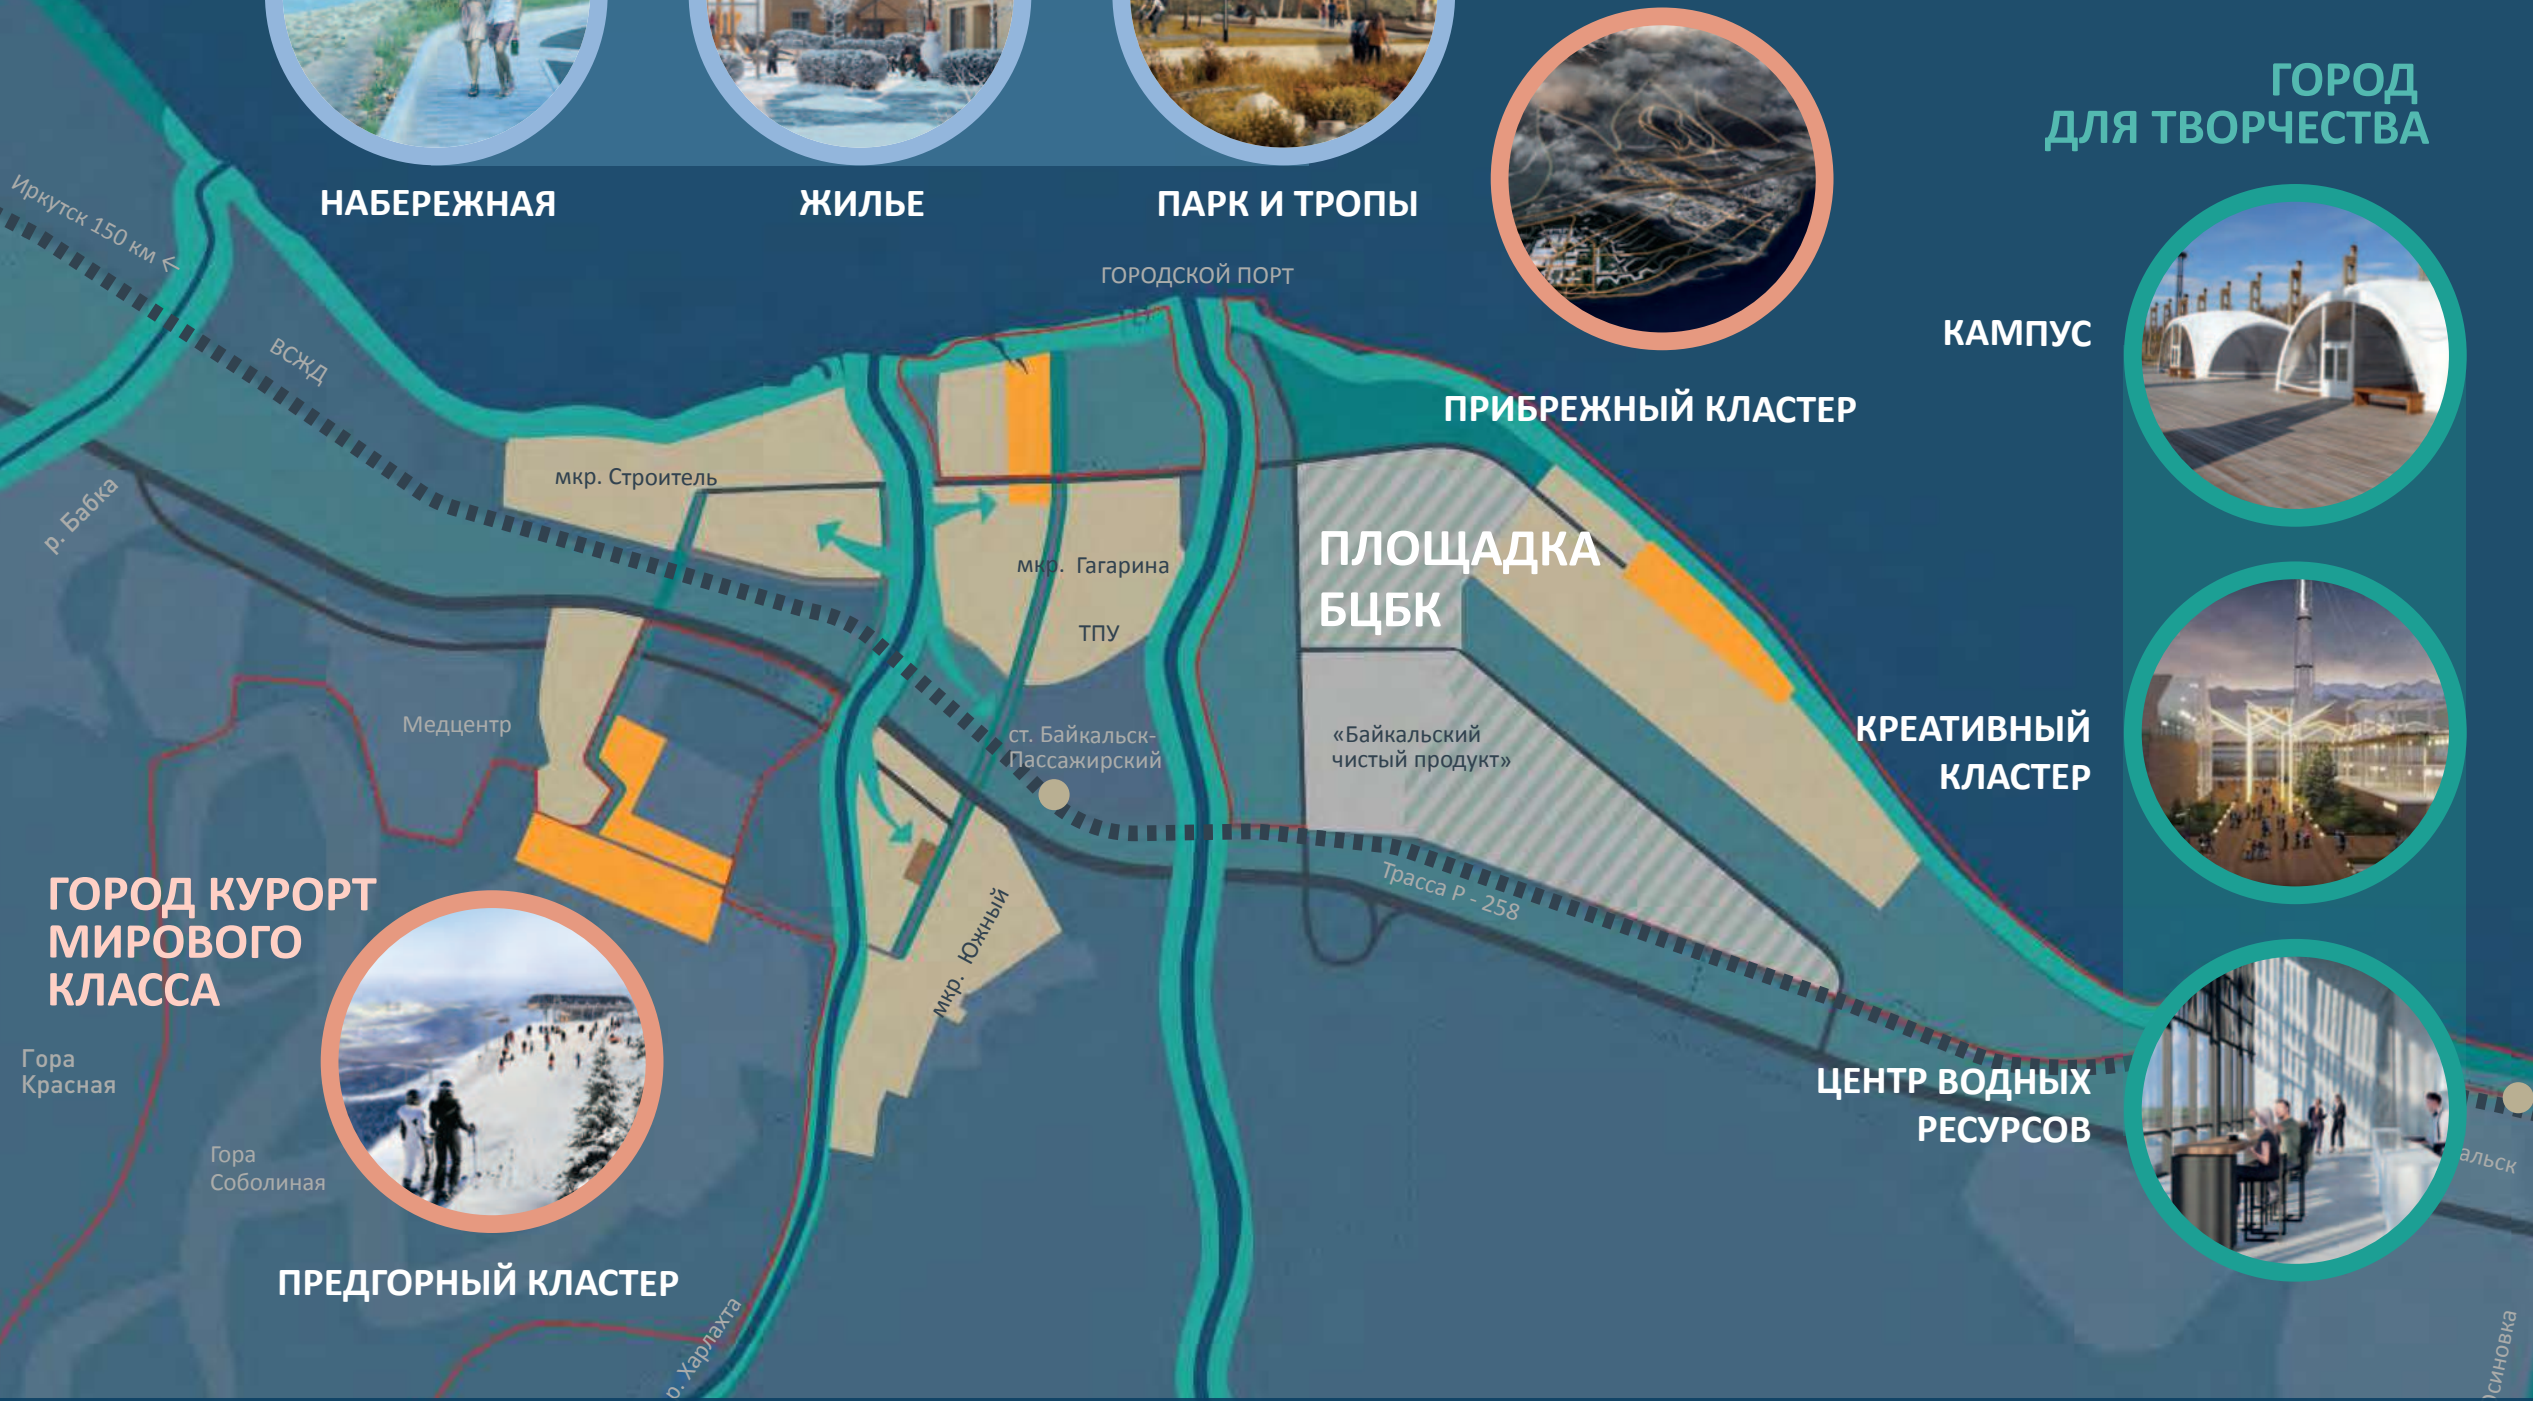 ГОРОД
ДЛЯ ТВОРЧЕСТВА
НАБЕРЕЖНАЯ
ЖИЛЬЕ
ПАРК И ТРОПЫ
Иркутск 150 км ←
ГОРОДСКОЙ ПОРТ
КАМПУС
ВСЖД
ПРИБРЕЖНЫЙ КЛАСТЕР
мкр. Строитель
р. Бабка
ПЛОЩАДКА
БЦБК
мкр. Гагарина
ТПУ
Медцентр
ст. Байкальск-
Пассажирский
«Байкальский
чистый продукт»
КРЕАТИВНЫЙ
КЛАСТЕР
Трасса Р - 258
ГОРОД КУРОРТ
МИРОВОГО
КЛАССА
мкр. Южный
Гора
Красная
ЦЕНТР ВОДНЫХ
РЕСУРСОВ
Гора
Соболиная
ПРЕДГОРНЫЙ КЛАСТЕР
р. Харлахта